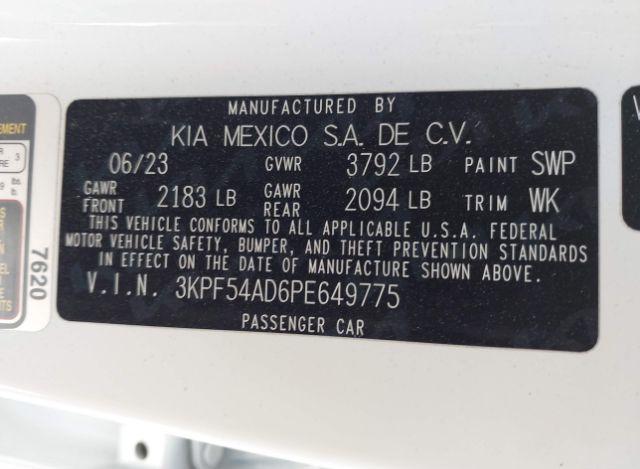 MANUFACTURED BY
KIA MEXICO S.A. DE C.V.
06/23 GVWR 3792 LB PAINT SWP
GAWR FRONT 2183 LB GAWR REAR 2094 LB TRIM WK
THIS VEHICLE CONFORMS TO ALL APPLICABLE U.S.A. FEDERAL
MOTOR VEHICLE SAFETY, BUMPER, AND THEFT PREVENTION STANDARDS
IN EFFECT ON THE DATE OF MANUFACTURE SHOWN ABOVE.
V.I.N. 3KPF54AD6PE649775
PASSENGER CAR
7620